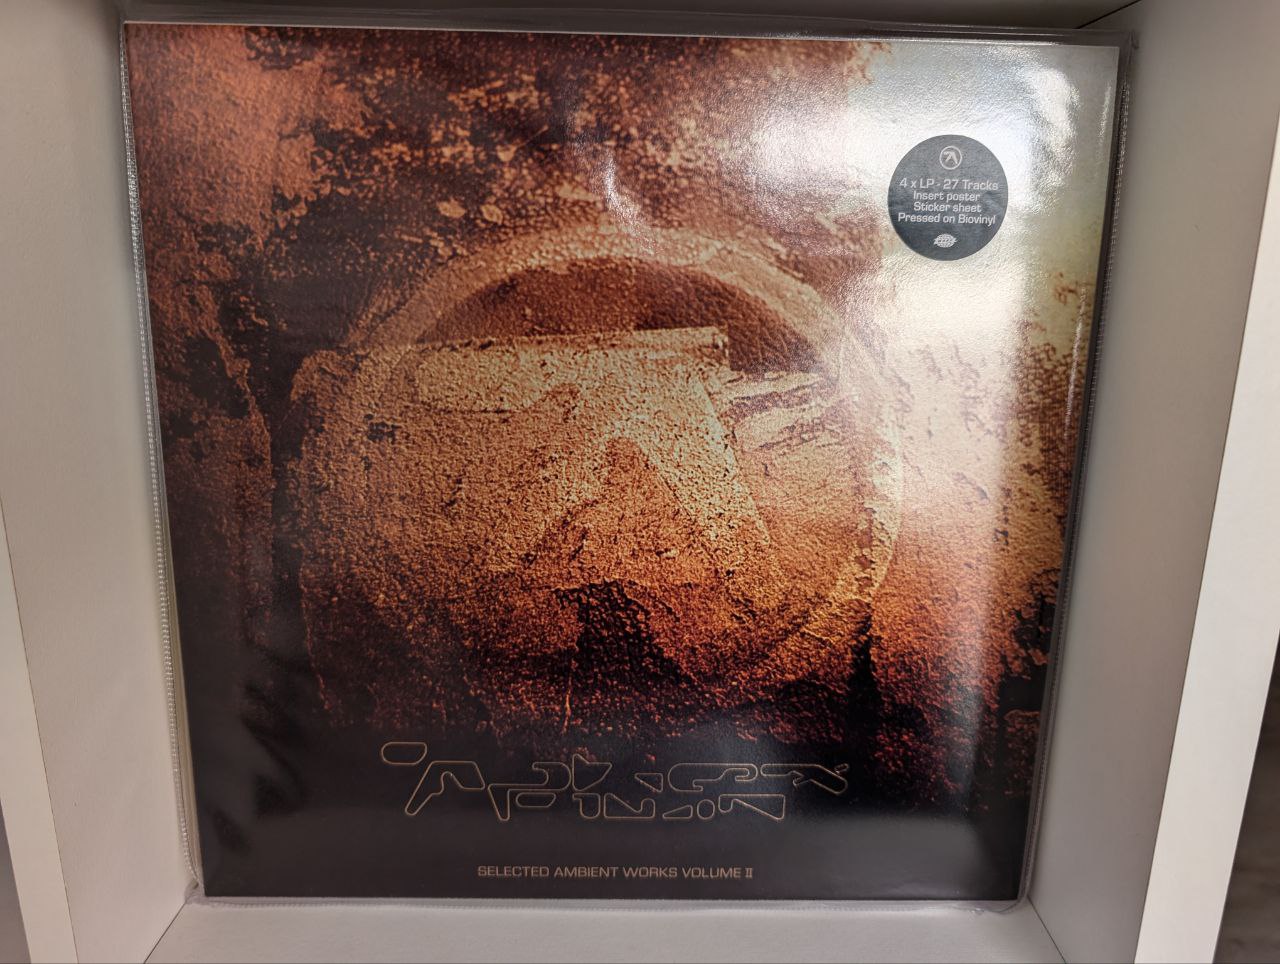 4 x LP - 27 Tracks
Insert poster
Sticker sheet
Pressed on Biovinyl
SELECTED AMBIENT WORKS VOLUME II